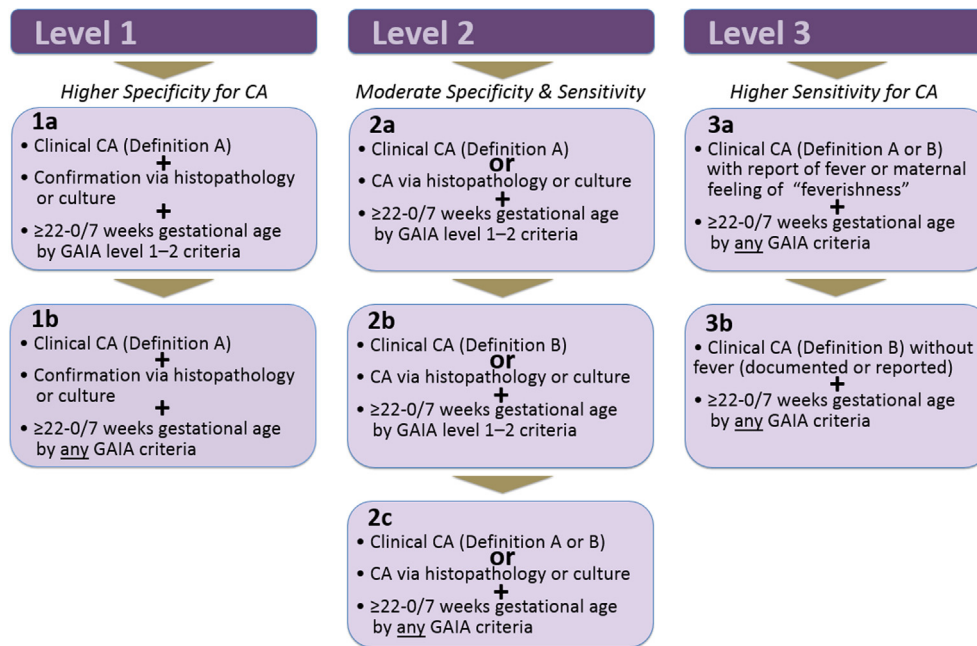 Level 1
Higher Specificity for CA
1a
• Clinical CA (Definition A)
+
• Confirmation via histopathology
or culture
+
• ≥22-0/7 weeks gestational age
by GAIA level 1–2 criteria
1b
• Clinical CA (Definition A)
+
• Confirmation via histopathology
or culture
+
• ≥22-0/7 weeks gestational age
by any GAIA criteria
Level 2
Moderate Specificity & Sensitivity
2a
• Clinical CA (Definition A)
or
• CA via histopathology or culture
+
• ≥22-0/7 weeks gestational age
by GAIA level 1–2 criteria
2b
• Clinical CA (Definition B)
or
• CA via histopathology or culture
+
• ≥22-0/7 weeks gestational age
by GAIA level 1–2 criteria
2c
• Clinical CA (Definition A or B)
or
• CA via histopathology or culture
+
• ≥22-0/7 weeks gestational age
by any GAIA criteria
Level 3
Higher Sensitivity for CA
3a
• Clinical CA (Definition A or B)
with report of fever or maternal
feeling of “feverishness”
+
• ≥22-0/7 weeks gestational age
by any GAIA criteria
3b
• Clinical CA (Definition B) without
fever (documented or reported)
+
• ≥22-0/7 weeks gestational age
by any GAIA criteria